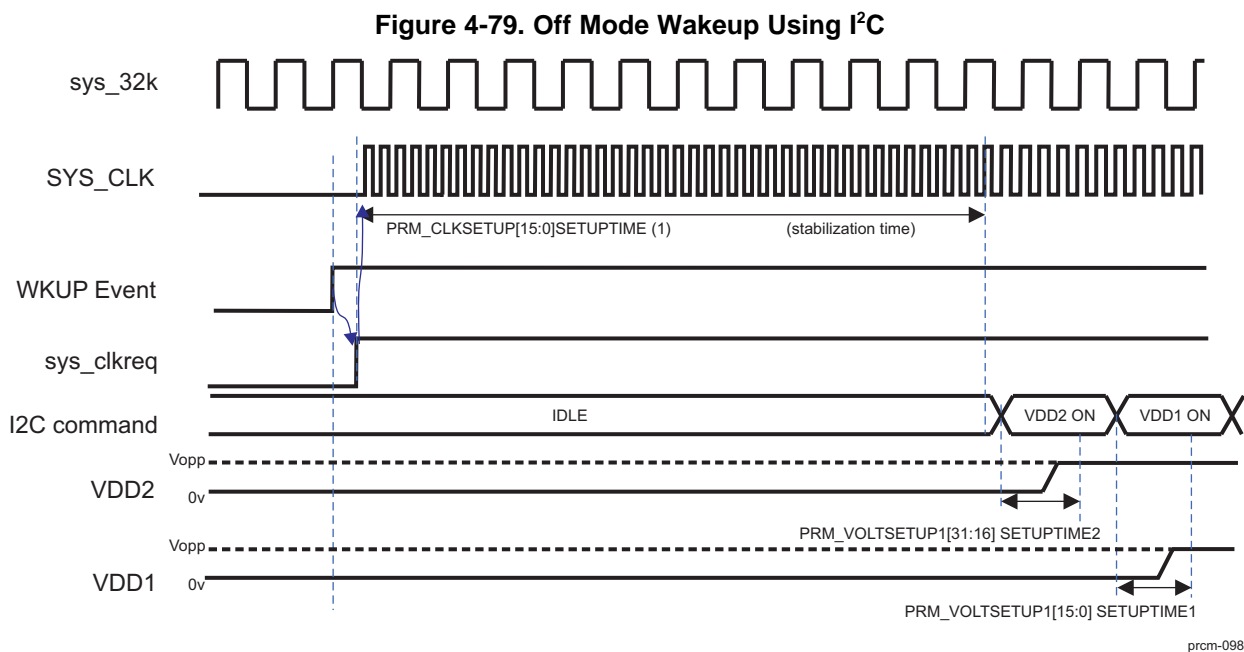 Figure 4-79. Off Mode Wakeup Using I²C
sys_32k
SYS_CLK
PRM_CLKSETUP[15:0]SETUPTIME (1) (stabilization time)
WKUP Event
sys_clkreq
I2C command
IDLE
VDD2 ON
VDD1 ON
Vopp
VDD2
0v
PRM_VOLTSETUP1[31:16] SETUPTIME2
Vopp
VDD1
0v
PRM_VOLTSETUP1[15:0] SETUPTIME1
prcm-098